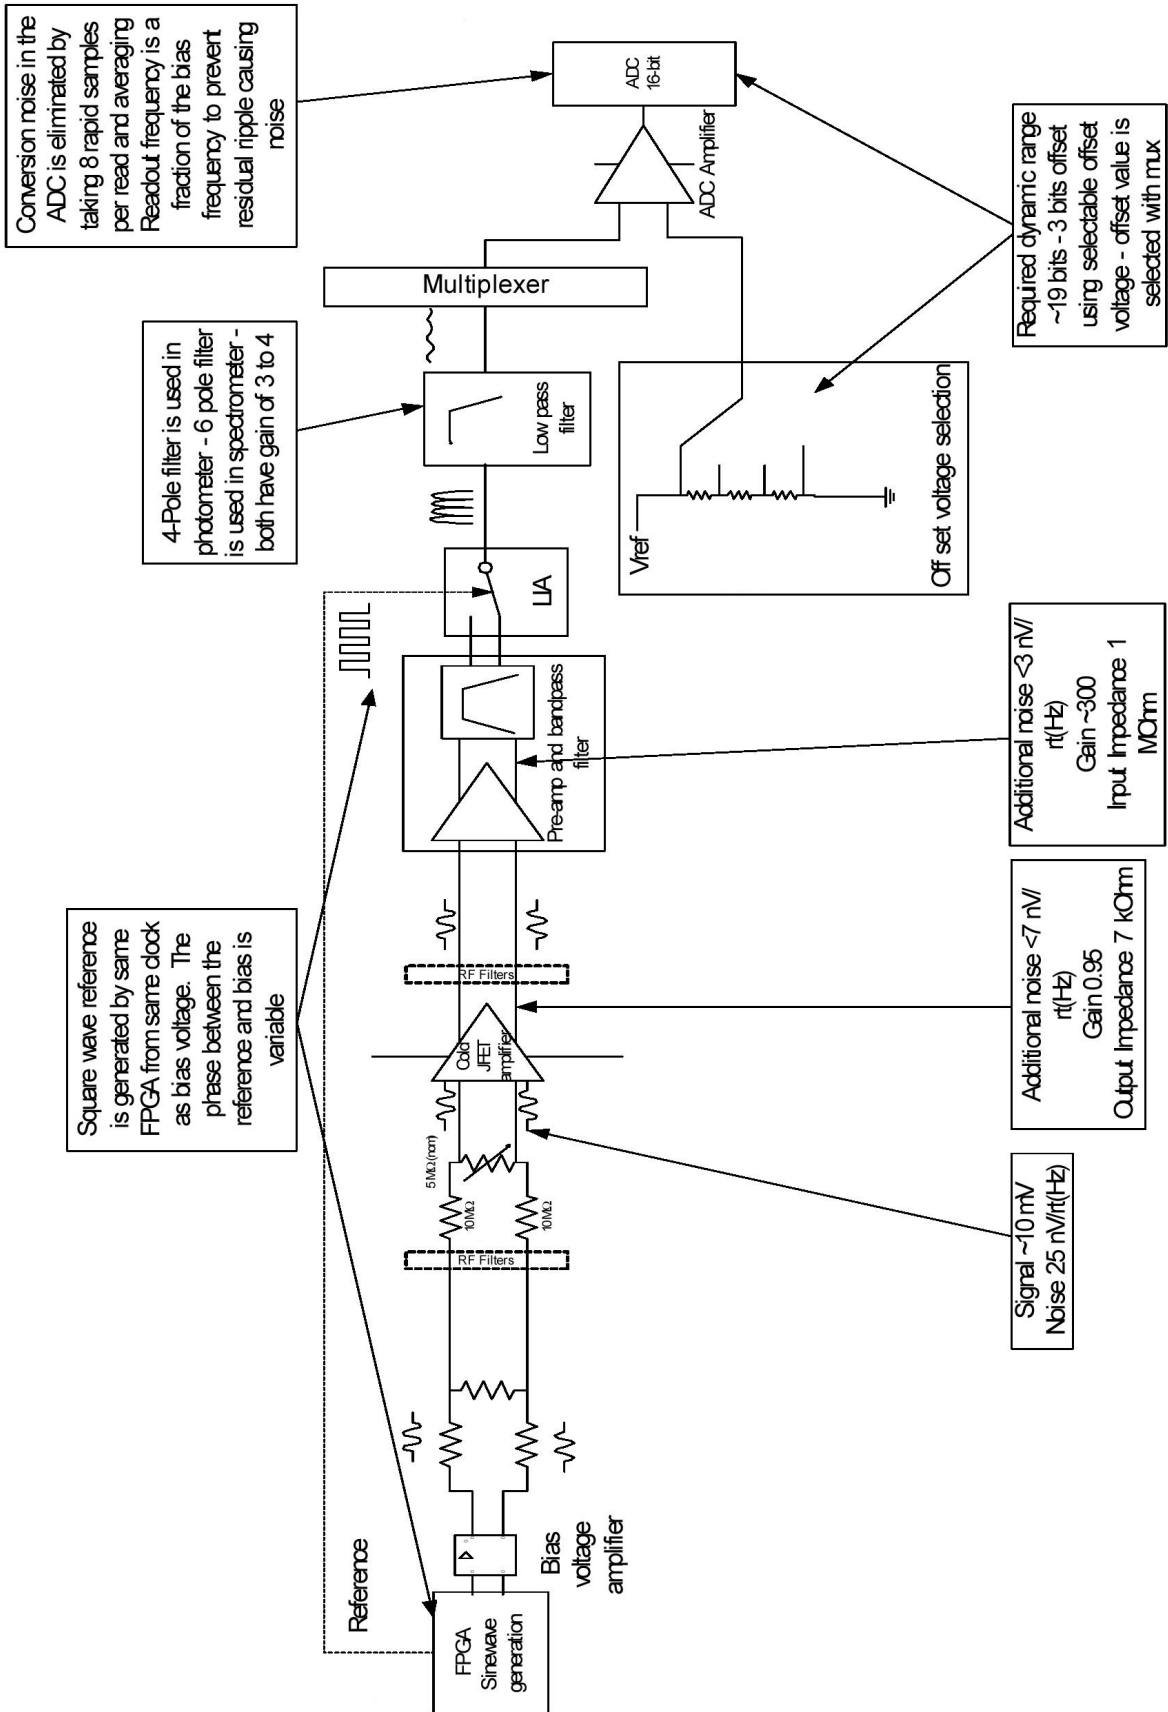 Square wave reference
is generated by same
FPGA from same clock
as bias voltage. The
phase between the
reference and bias is
variable
4-Pole filter is used in
photometer - 6 pole filter
is used in spectrometer -
both have gain of 3 to 4
Conversion noise in the
ADC is eliminated by
taking 8 rapid samples
per read and averaging
Readout frequency is a
fraction of the bias
frequency to prevent
residual ripple causing
noise
Reference
FPGA
Sinewave
generation
Bias
voltage
amplifier
RF Filters
10MΩ
10MΩ
5 MΩ (nom)
Cold
JFET
amplifier
RF Filters
Pre-amp and bandpass
filter
LIA
Low pass
filter
Multiplexer
ADC Amplifier
ADC
16-bit
Vref
Off set voltage selection
Signal ~10 mV
Noise 25 nV/rt(Hz)
Additional noise <7 nV/
rt(Hz)
Gain 0.95
Output Impedance 7 kOhm
Additional noise <3 nV/
rt(Hz)
Gain ~300
Input Impedance 1
MOhm
Required dynamic range
~19 bits - 3 bits offset
using selectable offset
voltage - offset value is
selected with mux